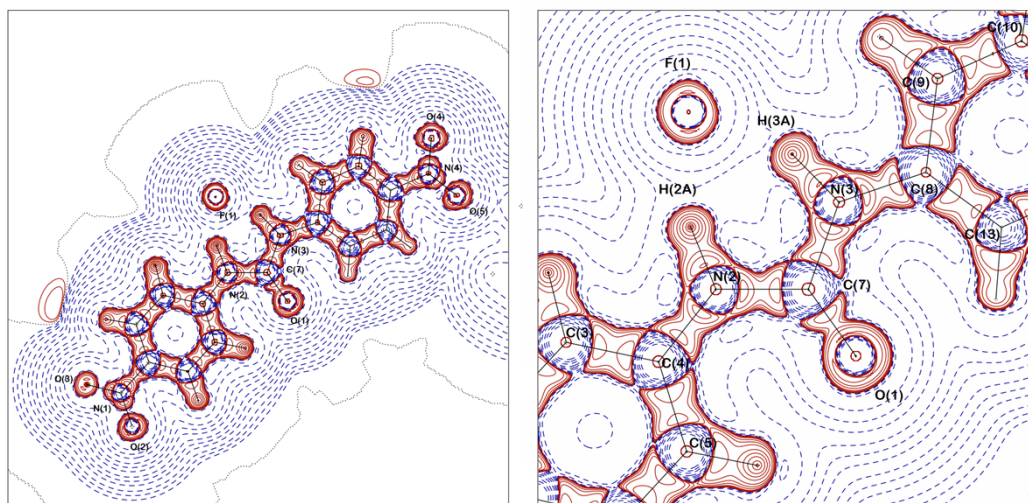 O(4)
N(4)
O(5)
F(1)
N(3)
C(7)
N(2)
O(1)
O(3)
N(1)
O(2)
C(10)
F(1)
C(9)
H(3A)
C(8)
H(2A)
N(3)
C(13)
N(2)
C(7)
C(3)
C(4)
O(1)
C(5)